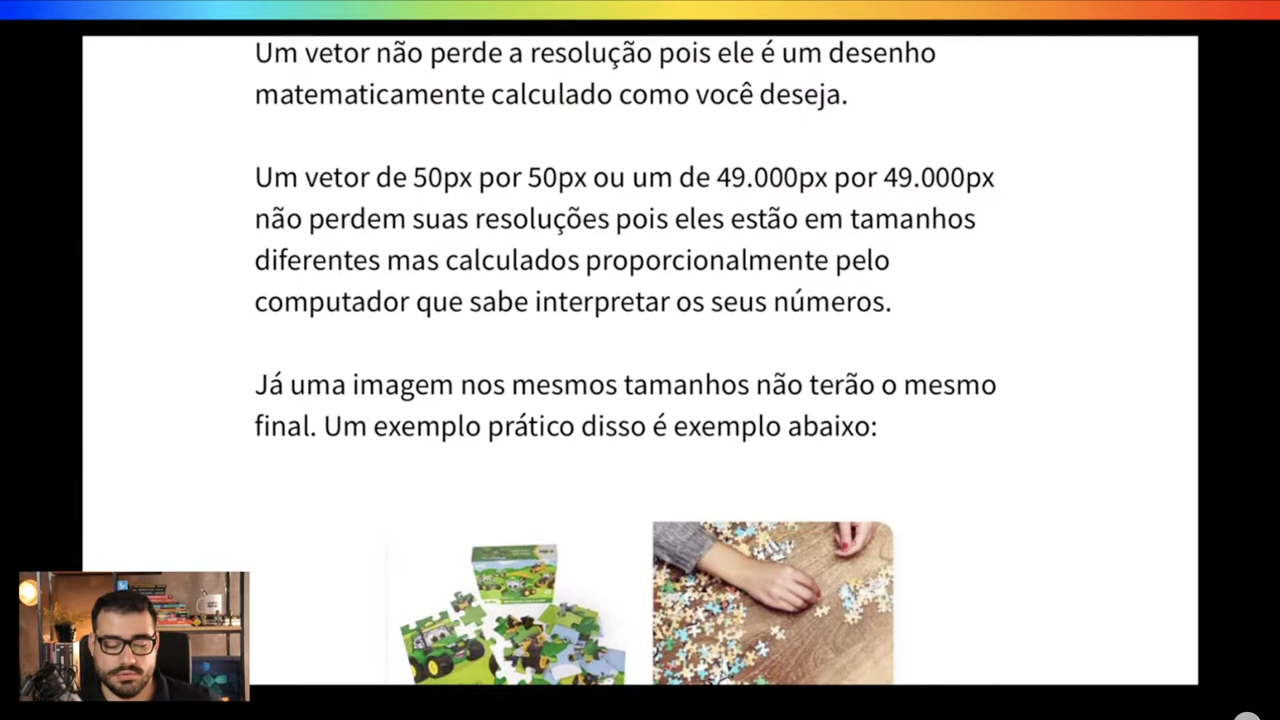 Um vetor não perde a resolução pois ele é um desenho
matematicamente calculado como você deseja.
Um vetor de 50px por 50px ou um de 49.000px por 49.000px
não perdem suas resoluções pois eles estão em tamanhos
diferentes mas calculados proporcionalmente pelo
computador que sabe interpretar os seus números.
Já uma imagem nos mesmos tamanhos não terão o mesmo
final. Um exemplo prático disso é exemplo abaixo: